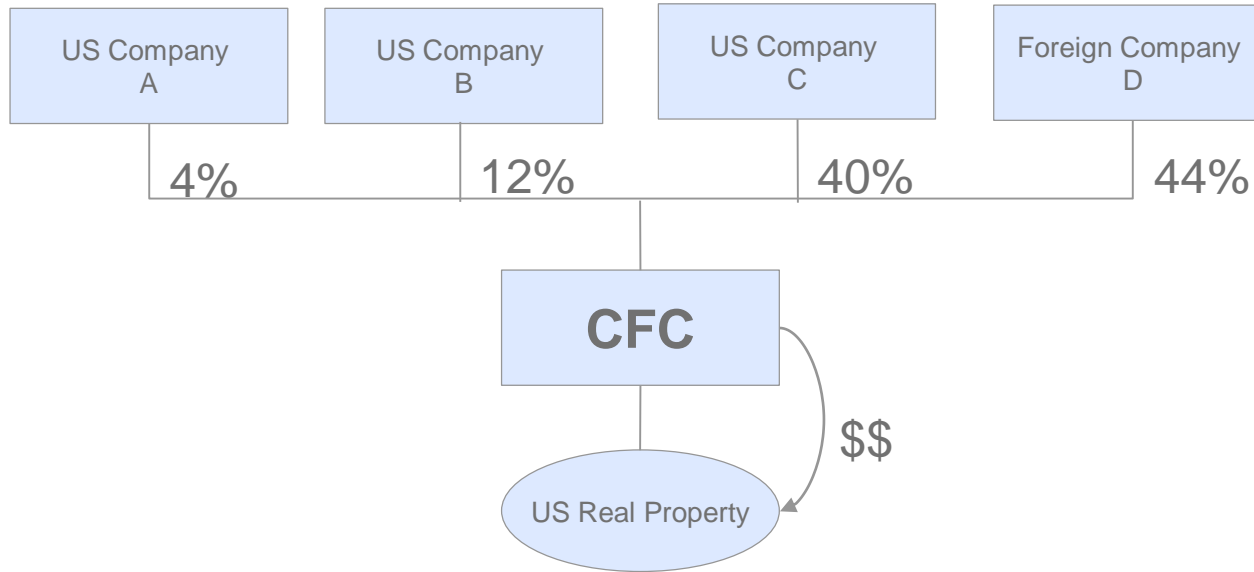 US Company
A
US Company
B
US Company
C
Foreign Company
D
4%
12%
40%
44%
CFC
$$
US Real Property